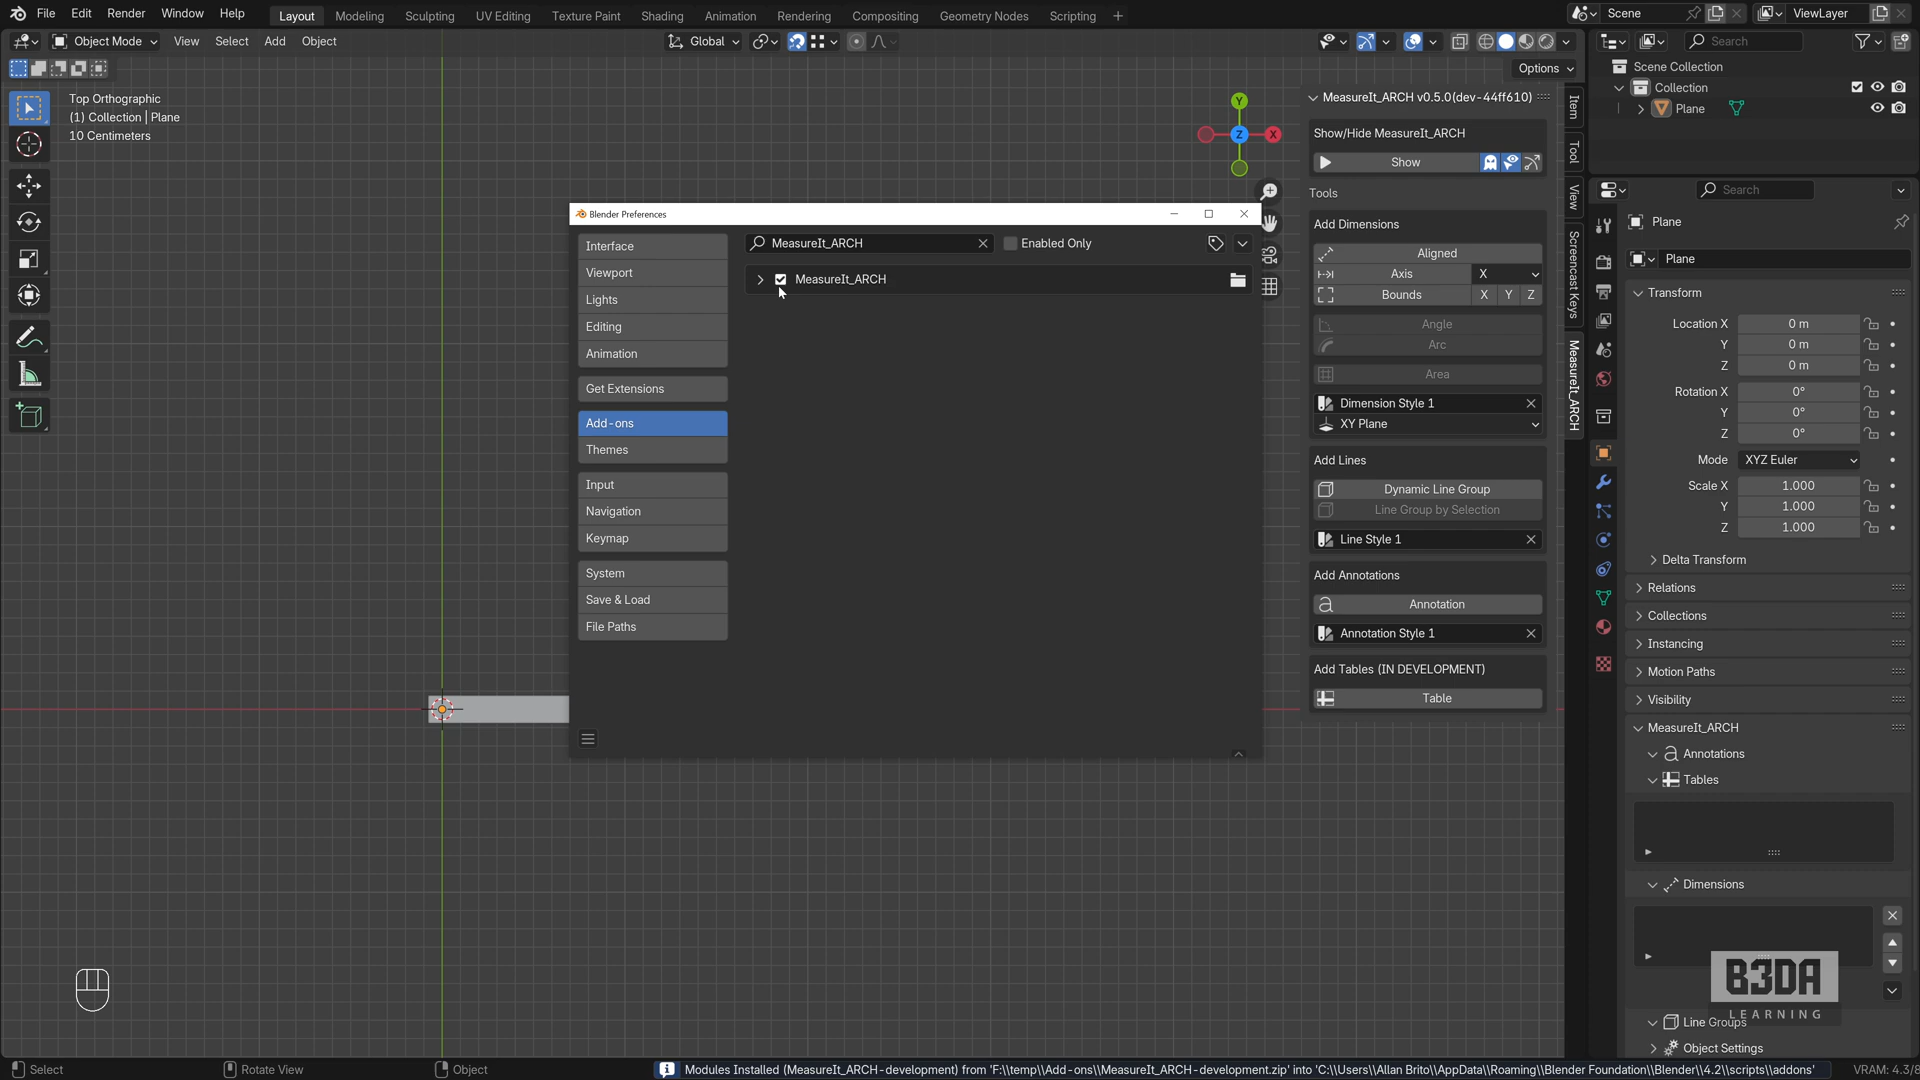 File Edit Render Window Help Layout Modeling Sculpting UV Editing Texture Paint Shading Animation Rendering Compositing Geometry Nodes Scripting + Scene ViewLayer
Object Mode View Select Add Object Global Search
Options
Top Orthographic
(1) Collection | Plane
10 Centimeters
Y
Z
X
MeasureIt_ARCH v0.5.0(dev-44ff610)
Show/Hide MeasureIt_ARCH
Show
Tools
Add Dimensions
Aligned
Axis X
Bounds X Y Z
Angle
Arc
Area
Dimension Style 1
XY Plane
Add Lines
Dynamic Line Group
Line Group by Selection
Line Style 1
Add Annotations
Annotation
Annotation Style 1
Add Tables (IN DEVELOPMENT)
Table
Item
Tool
View
Screencast Keys
MeasureIt_ARCH
Blender Preferences
Interface
Viewport
Lights
Editing
Animation
Get Extensions
Add-ons
Themes
Input
Navigation
Keymap
System
Save & Load
File Paths
MeasureIt_ARCH Enabled Only
MeasureIt_ARCH
Scene Collection
Collection
Plane
Search
Plane
Plane
Transform
Location X 0 m
Y 0 m
Z 0 m
Rotation X 0°
Y 0°
Z 0°
Mode XYZ Euler
Scale X 1.000
Y 1.000
Z 1.000
Delta Transform
Relations
Collections
Instancing
Motion Paths
Visibility
MeasureIt_ARCH
Annotations
Tables
Dimensions
B3DA
LEARNING
Line Groups
Object Settings
Select Rotate View Object Modules Installed (MeasureIt_ARCH-development) from 'F:\\temp\\Add-ons\\MeasureIt_ARCH-development.zip' into 'C:\\Users\\Allan Brito\\AppData\\Roaming\\Blender Foundation\\Blender\\4.2\\scripts\\addons' VRAM: 4.3/8